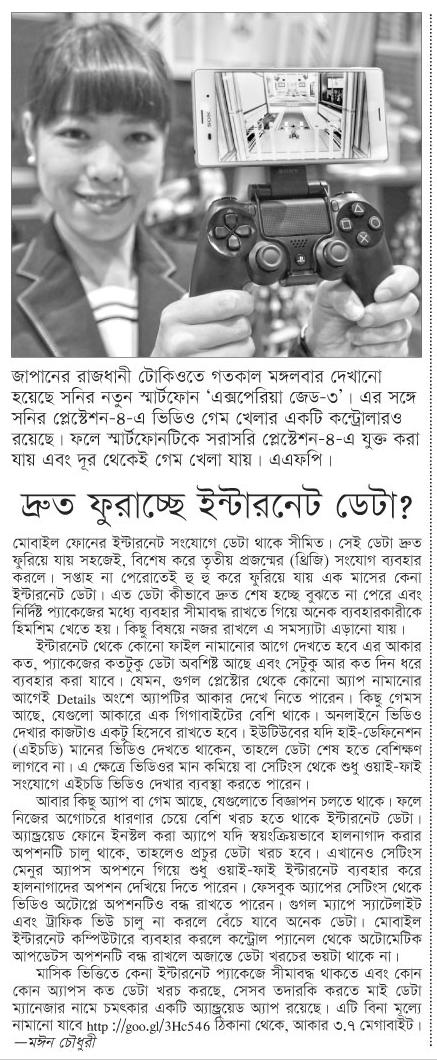 SONY
SONY
জাপানের রাজধানী টোকিওতে গতকাল মঙ্গলবার দেখানো
হয়েছে সনির নতুন স্মার্টফোন ‘এক্সপেরিয়া জেড-৩’। এর সঙ্গে
সনির প্লেস্টেশন-৪-এ ভিডিও গেম খেলার একটি কন্ট্রোলারও
রয়েছে। ফলে স্মার্টফোনটিকে সরাসরি প্লেস্টেশন-৪-এ যুক্ত করা
যায় এবং দূর থেকেই গেম খেলা যায়। এএফপি।
দ্রুত ফুরাচ্ছে ইন্টারনেট ডেটা?
মোবাইল ফোনের ইন্টারনেট সংযোগে ডেটা থাকে সীমিত। সেই ডেটা দ্রুত
ফুরিয়ে যায় সহজেই, বিশেষ করে তৃতীয় প্রজন্মের (থ্রিজি) সংযোগ ব্যবহার
করলে। সপ্তাহ না পেরোতেই হু হু করে ফুরিয়ে যায় এক মাসের কেনা
ইন্টারনেট ডেটা। এত ডেটা কীভাবে দ্রুত শেষ হচ্ছে বুঝতে না পেরে এবং
নির্দিষ্ট প্যাকেজের মধ্যে ব্যবহার সীমাবদ্ধ রাখতে গিয়ে অনেক ব্যবহারকারীকে
হিমশিম খেতে হয়। কিছু বিষয়ে নজর রাখলে এ সমস্যাটা এড়ানো যায়।
ইন্টারনেট থেকে কোনো ফাইল নামানোর আগে দেখতে হবে এর আকার
কত, প্যাকেজের কতটুকু ডেটা অবশিষ্ট আছে এবং সেটুকু আর কত দিন ধরে
ব্যবহার করা যাবে। যেমন, গুগল প্লেস্টোর থেকে কোনো অ্যাপ নামানোর
আগেই Details অংশে অ্যাপটির আকার দেখে নিতে পারেন। কিছু গেমস
আছে, যেগুলো আকারে এক গিগাবাইটের বেশি থাকে। অনলাইনে ভিডিও
দেখার কাজটাও একটু হিসেবে রাখতে হবে। ইউটিউবের যদি হাই-ডেফিনেশন
(এইচডি) মানের ভিডিও দেখতে থাকেন, তাহলে ডেটা শেষ হতে বেশিক্ষণ
লাগবে না। এ ক্ষেত্রে ভিডিওর মান কমিয়ে বা সেটিংস থেকে শুধু ওয়াই-ফাই
সংযোগে এইচডি ভিডিও দেখার ব্যবস্থা করতে পারেন।
আবার কিছু অ্যাপ বা গেম আছে, যেগুলোতে বিজ্ঞাপন চলতে থাকে। ফলে
নিজের অগোচরে ধারণার চেয়ে বেশি খরচ হতে থাকে ইন্টারনেট ডেটা।
অ্যান্ড্রয়েড ফোনে ইনস্টল করা অ্যাপে যদি স্বয়ংক্রিয়ভাবে হালনাগাদ করার
অপশনটি চালু থাকে, তাহলেও প্রচুর ডেটা খরচ হবে। এখানেও সেটিংস
মেনুর অ্যাপস অপশনে গিয়ে শুধু ওয়াই-ফাই ইন্টারনেট ব্যবহার করে
হালনাগাদের অপশন দেখিয়ে দিতে পারেন। ফেসবুক অ্যাপের সেটিংস থেকে
ভিডিও অটোপ্লে অপশনটিও বন্ধ রাখতে পারেন। গুগল ম্যাপে স্যাটেলাইট
এবং ট্রাফিক ভিউ চালু না করলে বেঁচে যাবে অনেক ডেটা। মোবাইল
ইন্টারনেট কম্পিউটারে ব্যবহার করলে কন্ট্রোল প্যানেল থেকে অটোমেটিক
আপডেটস অপশনটি বন্ধ রাখলে অজান্তে ডেটা খরচের ভয়টা থাকে না।
মাসিক ভিত্তিতে কেনা ইন্টারনেট প্যাকেজে সীমাবদ্ধ থাকতে এবং কোন
কোন অ্যাপস কত ডেটা খরচ করছে, সেসব তদারকি করতে মাই ডেটা
ম্যানেজার নামে চমৎকার একটি অ্যান্ড্রয়েড অ্যাপ রয়েছে। এটি বিনা মূল্যে
নামানো যাবে http ://goo.gl/3Hc546 ঠিকানা থেকে, আকার ৩.৭ মেগাবাইট।
—মঈন চৌধুরী